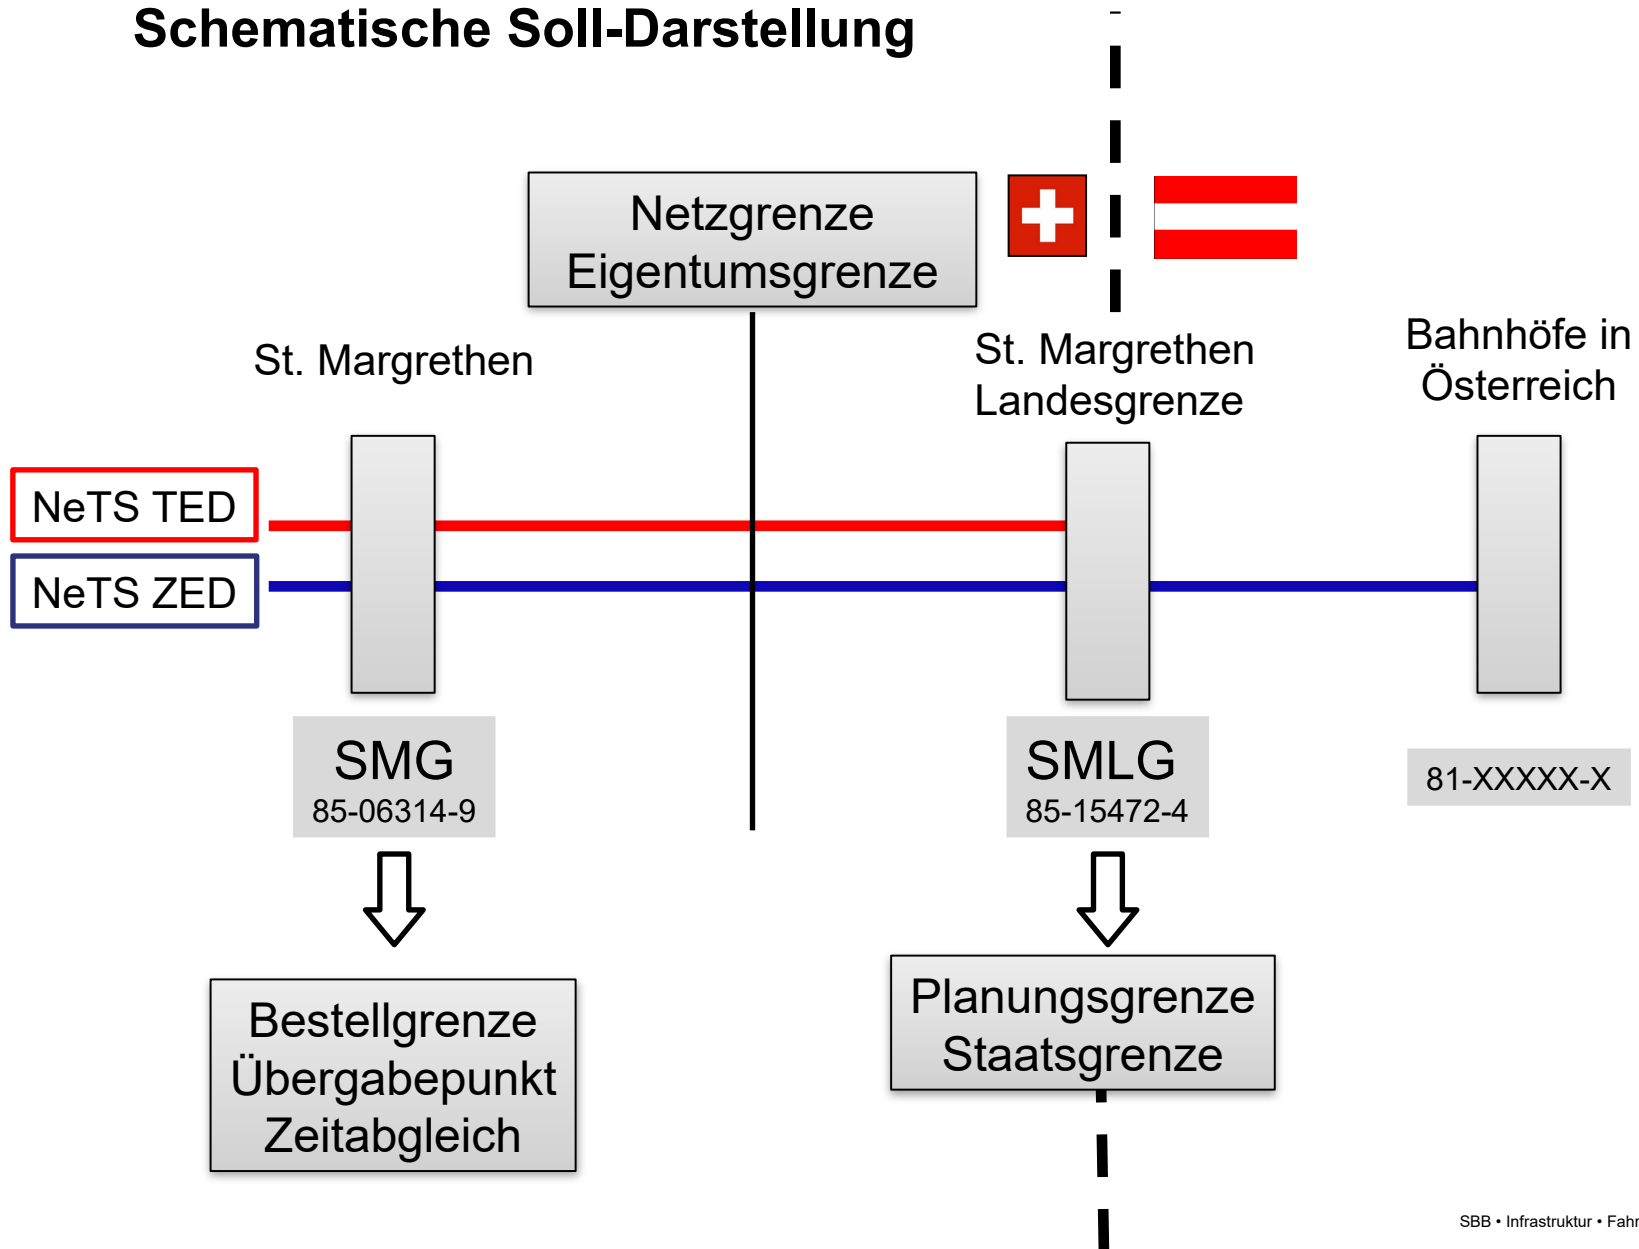 Schematische Soll-Darstellung
Netzgrenze
Eigentumsgrenze
St. Margrethen
St. Margrethen
Landesgrenze
Bahnhöfe in
Österreich
NeTS TED
NeTS ZED
SMG
85-06314-9
SMLG
85-15472-4
81-XXXXX-X
Bestellgrenze
Übergabepunkt
Zeitabgleich
Planungsgrenze
Staatsgrenze
SBB • Infrastruktur • Fahr